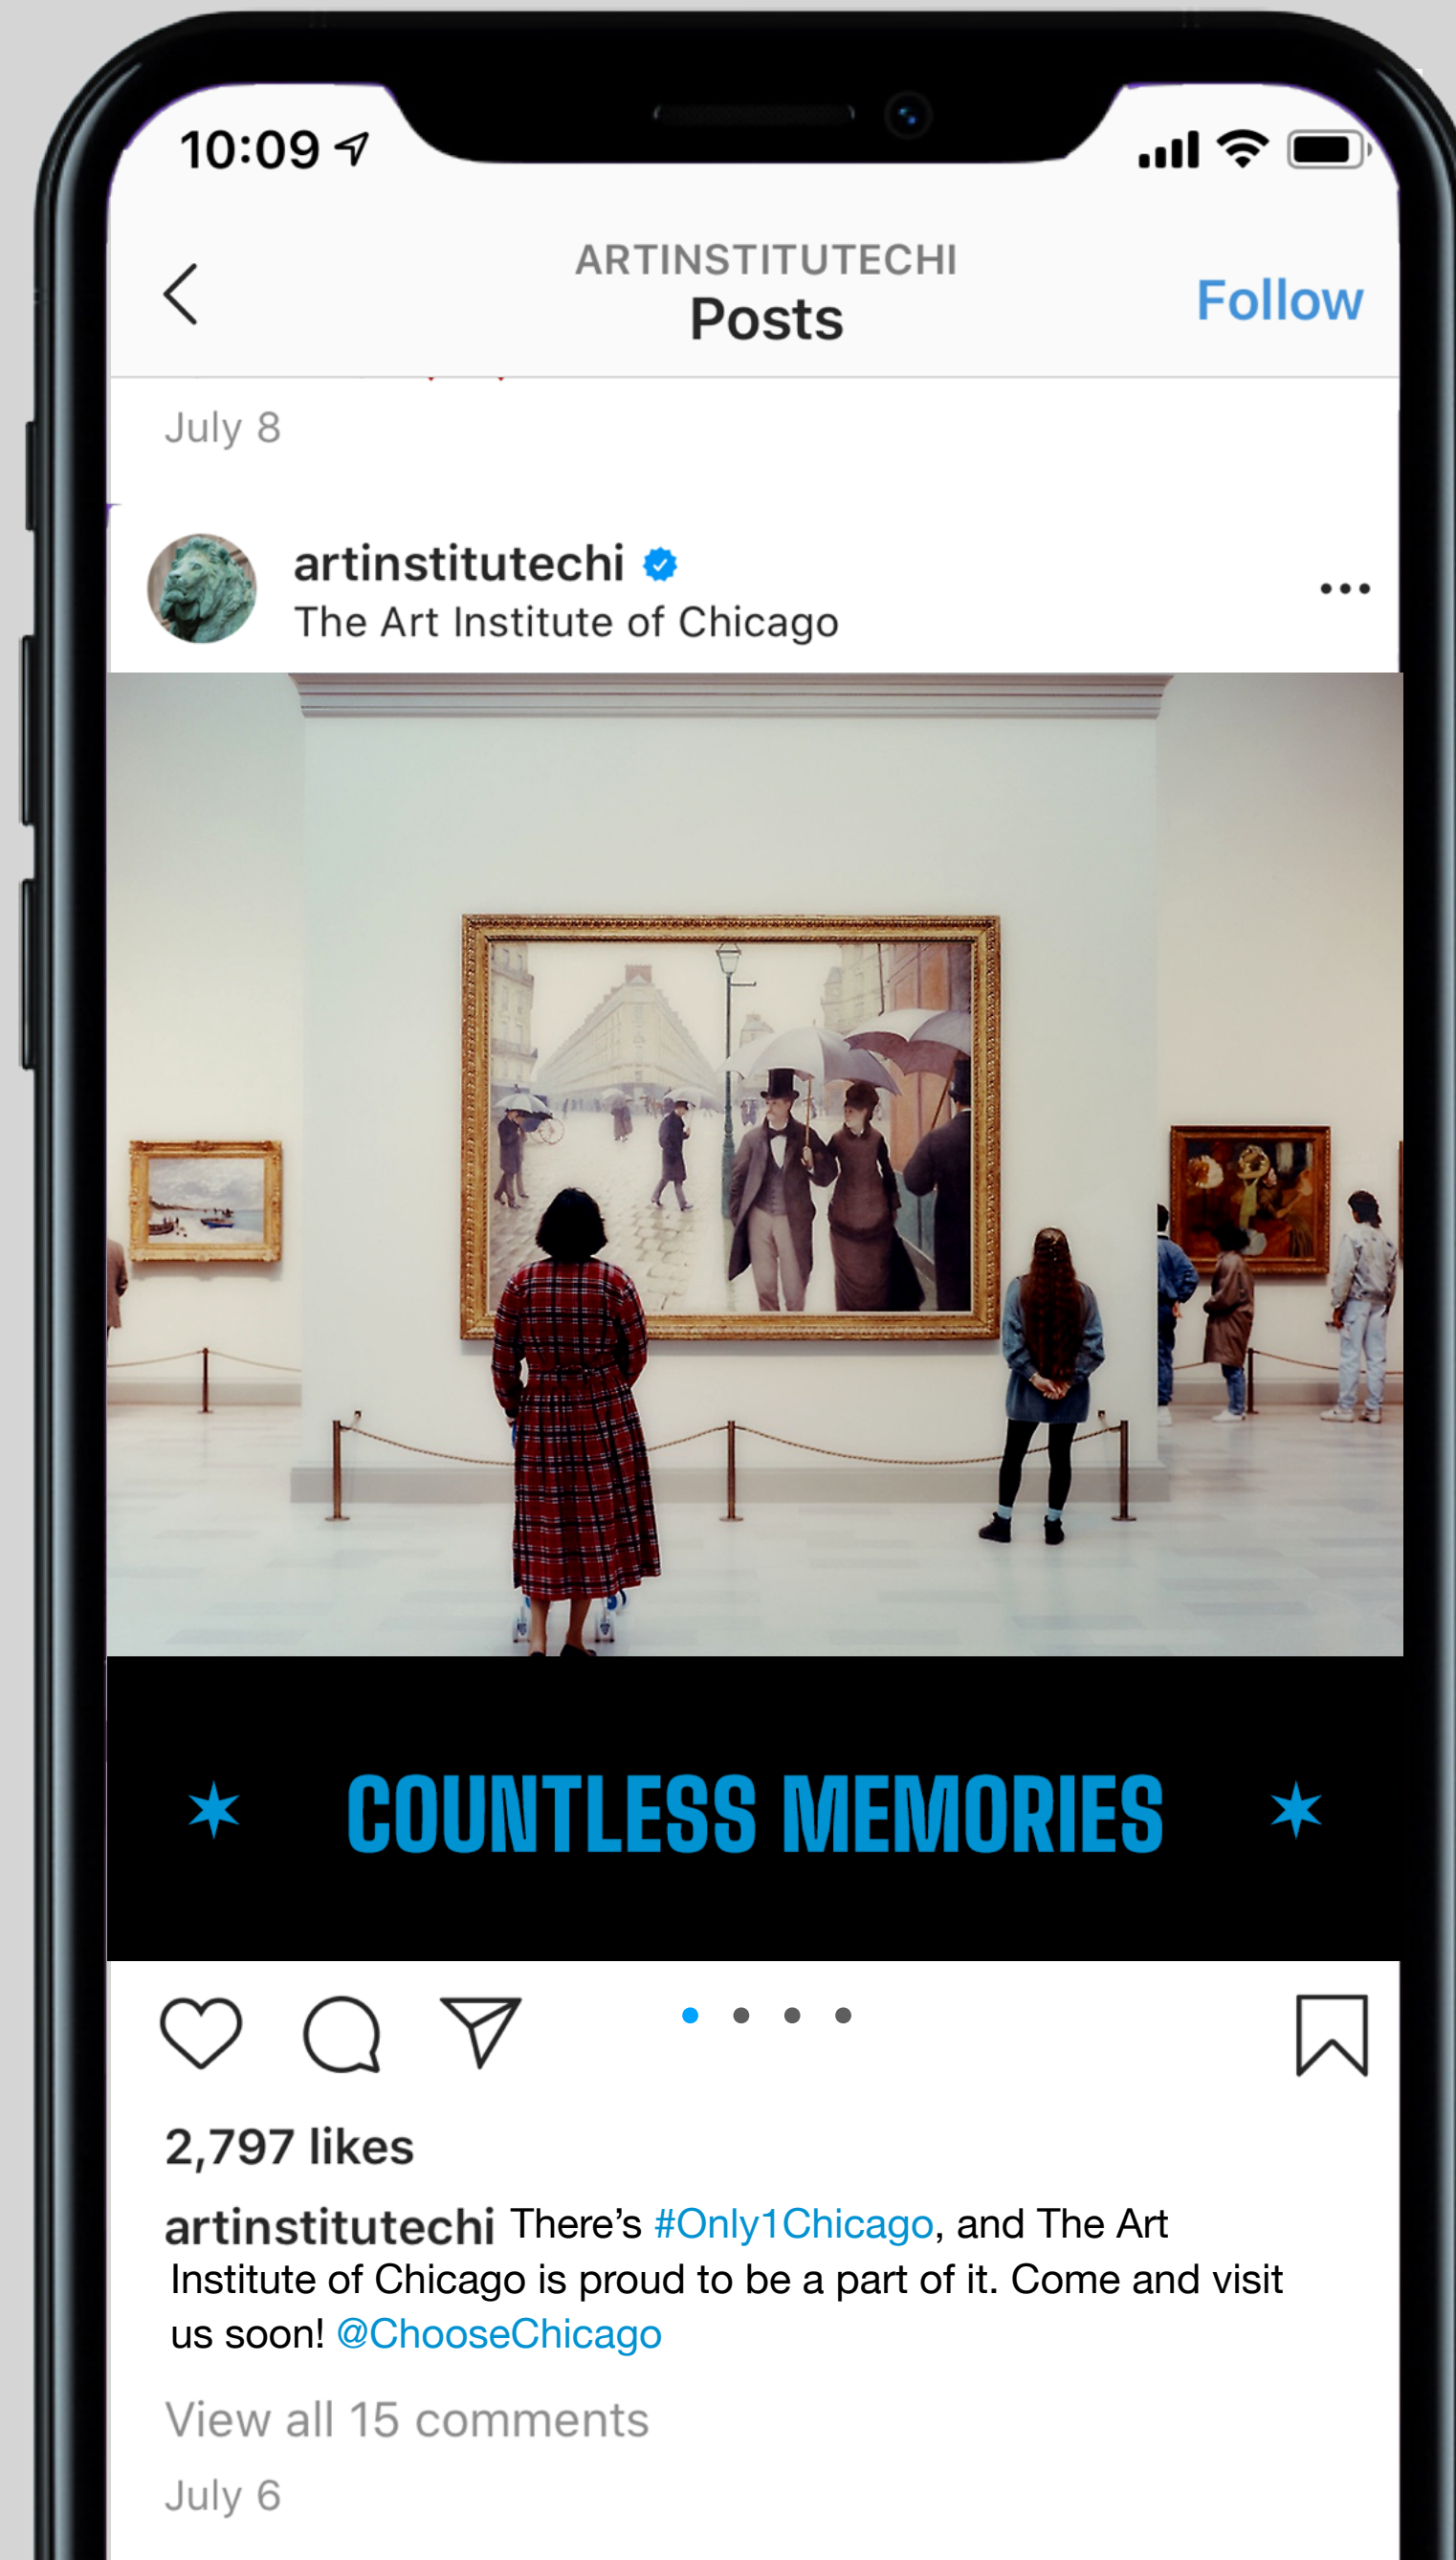 10:09
ARTINSTITUTECHI
Posts
Follow
July 8
artinstitutechi
The Art Institute of Chicago
COUNTLESS MEMORIES
2,797 likes
artinstitutechi There’s #Only1Chicago, and The Art
Institute of Chicago is proud to be a part of it. Come and visit
us soon! @ChooseChicago
View all 15 comments
July 6